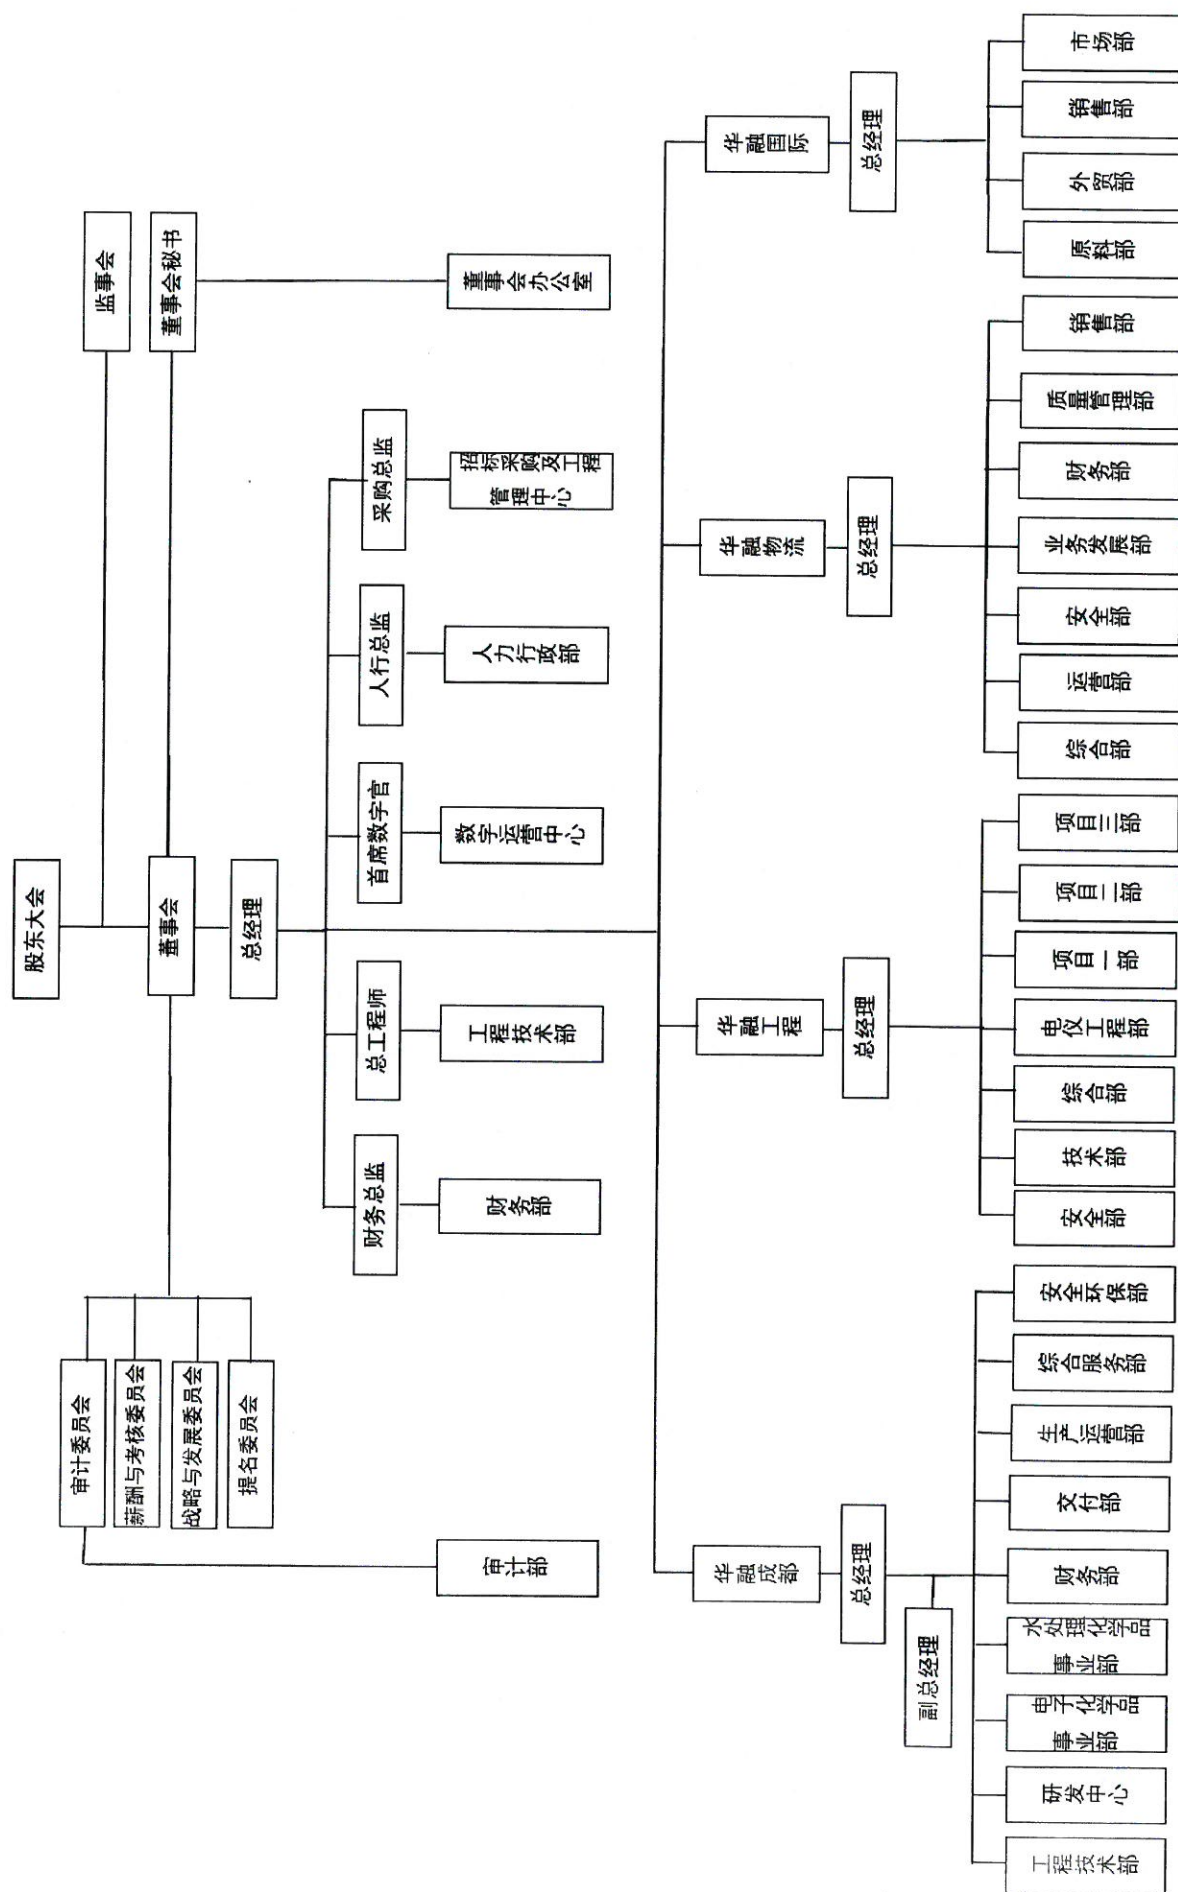 股东大会
监事会
董事会
董事会秘书
审计委员会
薪酬与考核委员会
战略与发展委员会
提名委员会
总经理
财务总监
总工程师
首席数字官
人行总监
采购总监
审计部
财务部
工程技术部
数字运营中心
人力行政部
招标采购及工程
管理中心
董事会办公室
华融成都
华融工程
华融物流
华融国际
总经理
总经理
总经理
总经理
副总经理
工程技术部
研发中心
电子化学品
事业部
水处理化学品
事业部
财务部
交付部
生产运营部
综合服务部
安全环保部
安全部
技术部
综合部
电仪工程部
项目一部
项目二部
项目三部
综合部
运营部
安全部
业务发展部
财务部
质量管理部
销售部
原料部
外贸部
销售部
市场部